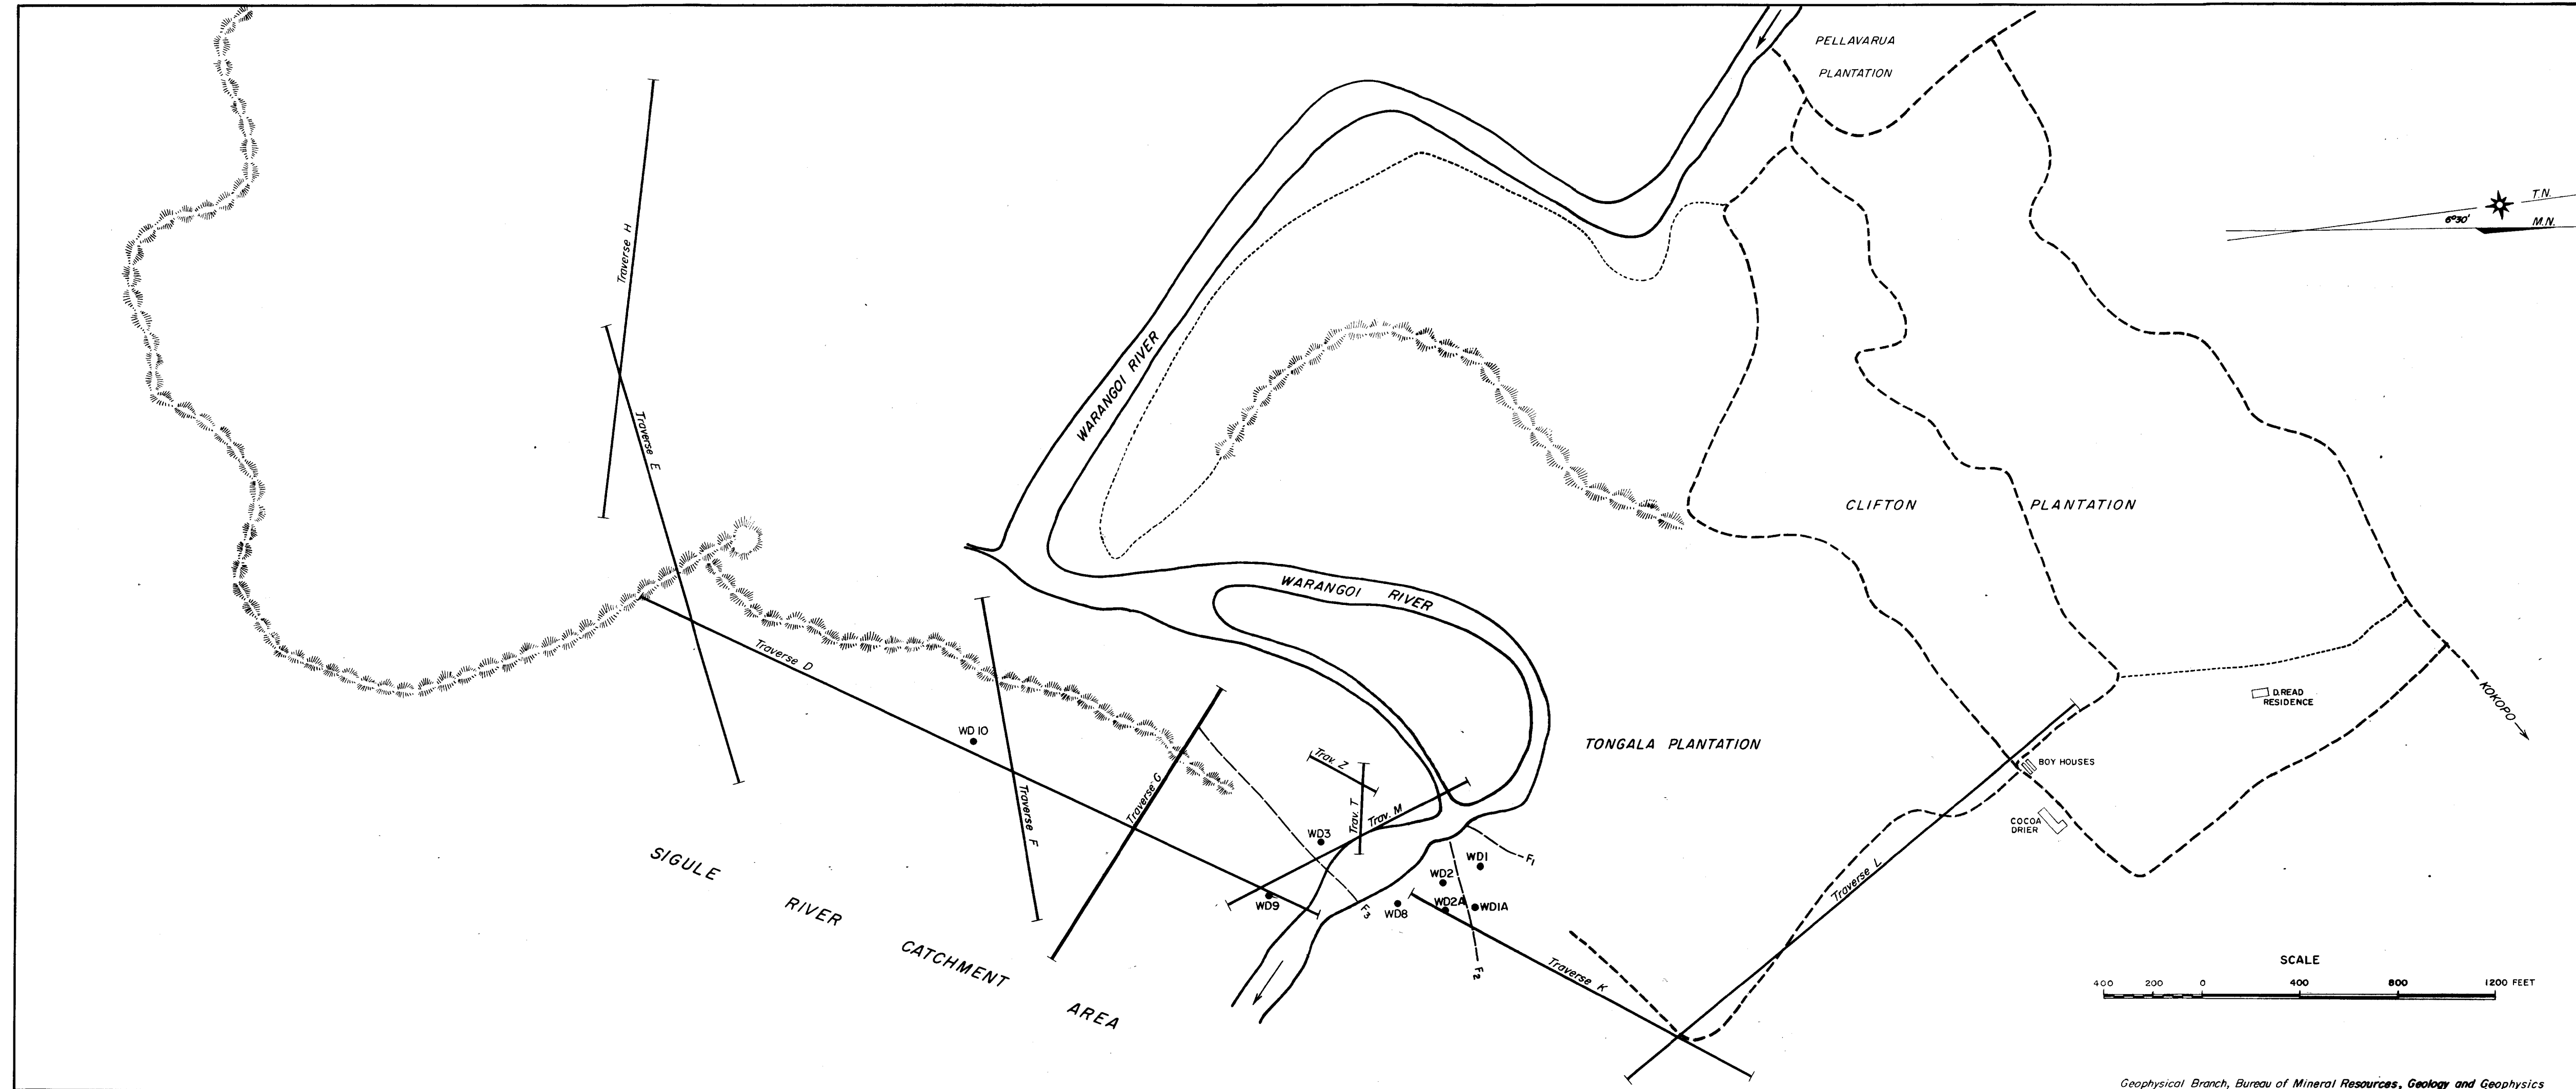 PELLAVARUA
PLANTATION
T.N.
6°30'
M.N.
Traverse H
Traverse E
WARANGOI RIVER
CLIFTON PLANTATION
WARANGOI RIVER
Traverse D
WD 10
Traverse F
Traverse G
Trav. Z
Trav. T
Trav. M
TONGALA PLANTATION
D.READ
RESIDENCE
KOKOPO
BOY HOUSES
COCOA
DRIER
WD3
WD1
F1
WD2
WD2A
WD1A
WD8
WD9
F3
F2
Traverse K
Traverse L
SIGULE RIVER CATCHMENT AREA
SCALE
400 200 0 400 800 1200 FEET
Geophysical Branch, Bureau of Mineral Resources, Geology and Geophysics